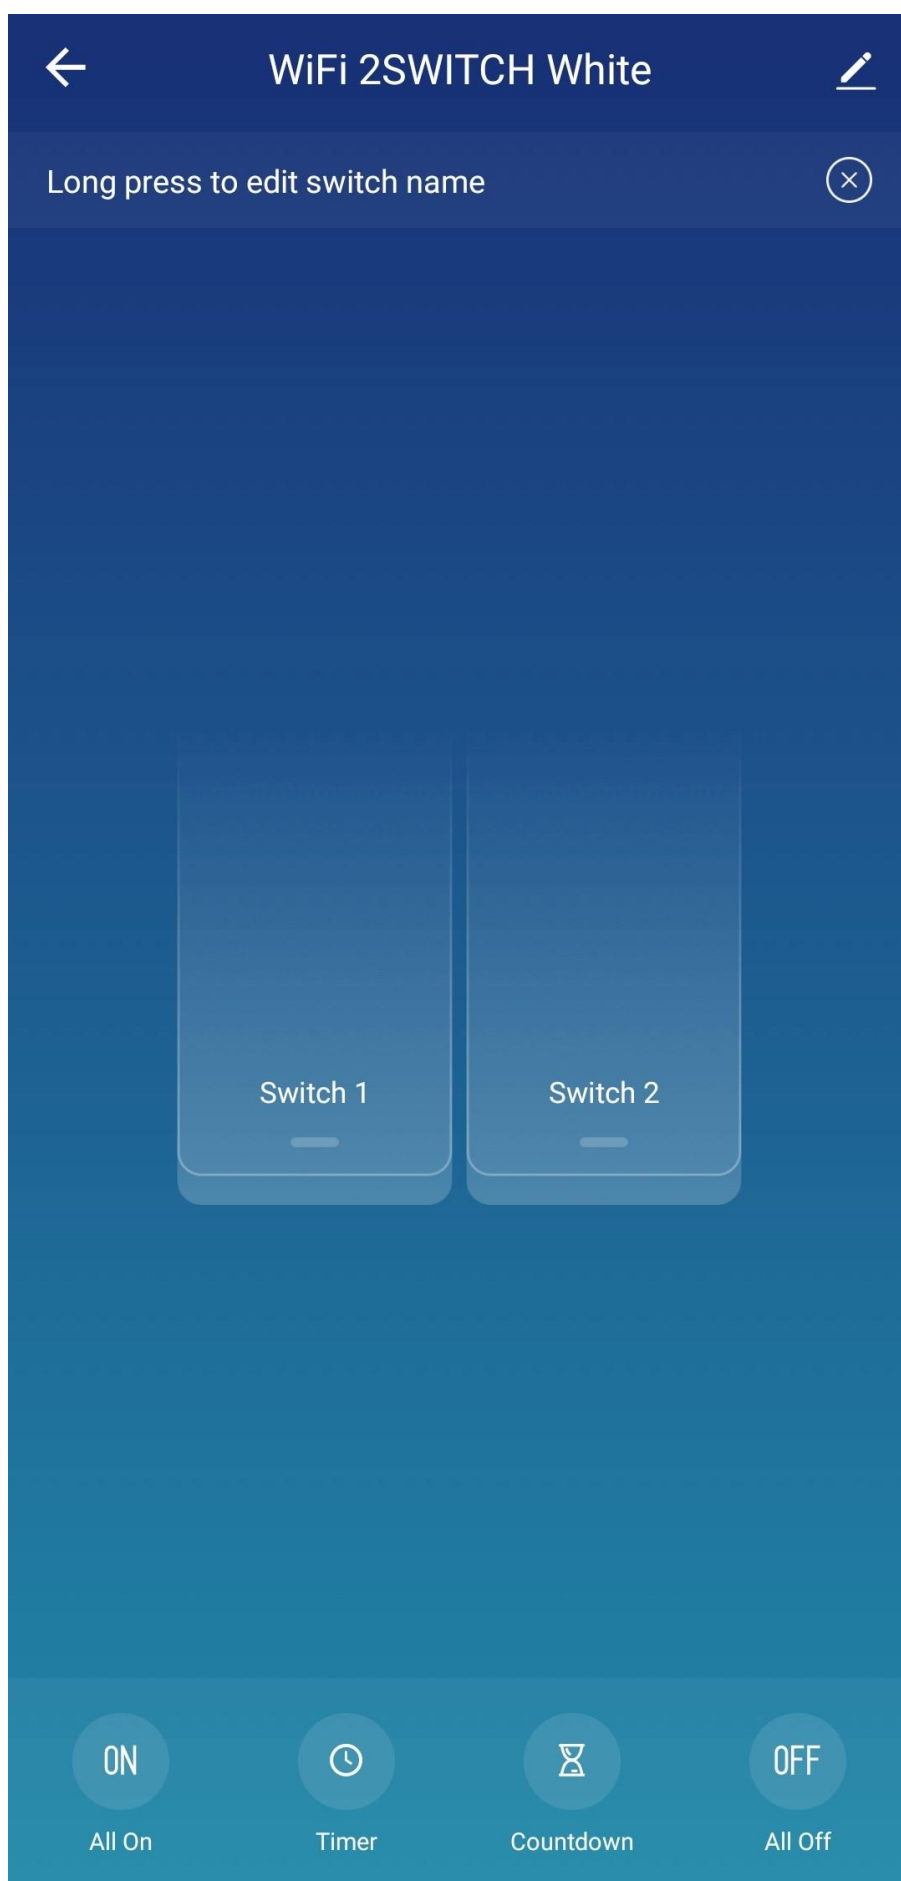 WiFi 2SWITCH White
Long press to edit switch name
Switch 1 Switch 2
ON OFF
All On Timer Countdown All Off